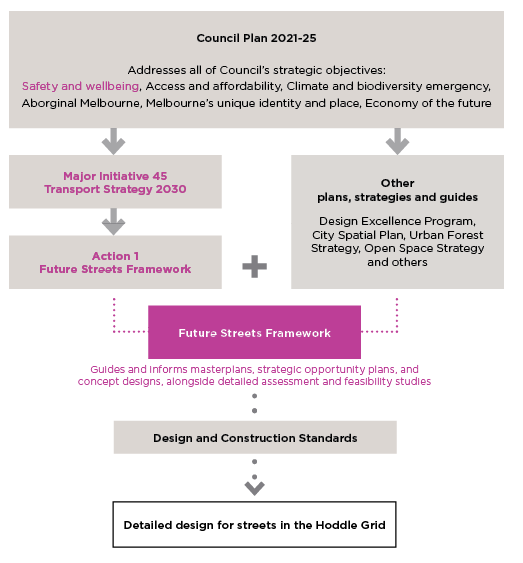 Council Plan 2021-25
Addresses all of Council's strategic objectives:
Safety and wellbeing, Access and affordability, Climate and biodiversity emergency,
Aborginal Melbourne, Melbourne's unique identity and place, Economy of the future
Major Initiative 45
Transport Strategy 2030
Action 1
Future Streets Framework
Other
plans, strategies and guides
Design Excellence Program,
City Spatial Plan, Urban Forest
Strategy, Open Space Strategy
and others
Future Streets Framework
Guides and informs masterplans, strategic opportunity plans, and
concept designs, alongside detailed assessment and feasibility studies
Design and Construction Standards
Detailed design for streets in the Hoddle Grid